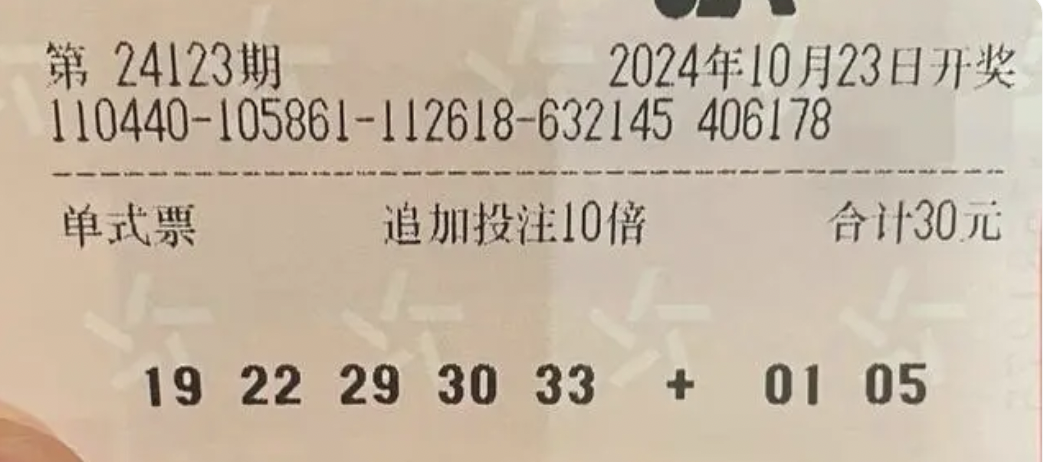 第 24123期 2024年10月23日开奖
110440-105861-112618-632145 406178
单式票 追加投注10倍 合计30元
19 22 29 30 33 + 01 05